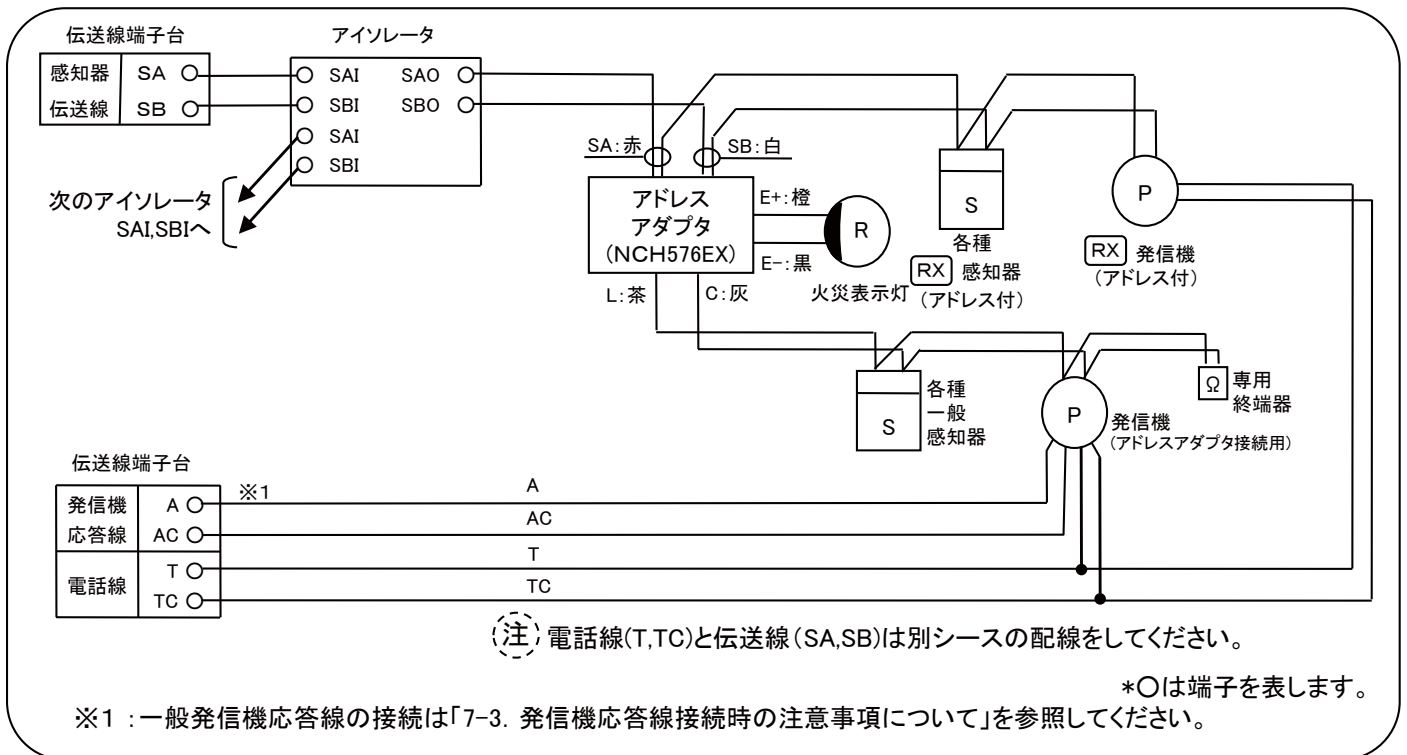 伝送線端子台
アイソレータ
感知器 SA
伝送線 SB
SAI SAO
SBI SBO
SAI
SBI
次のアイソレータ
SAI,SBIへ
SA:赤
SB:白
アドレス
アダプタ
(NCH576EX)
E+:橙
E-:黒
R
火災表示灯
L:茶
C:灰
S
各種
RX 感知器
(アドレス付)
P
RX 発信機
(アドレス付)
S
各種
一般
感知器
P
発信機
(アドレスアダプタ接続用)
Ω
専用
終端器
伝送線端子台
発信機 A
応答線 AC
電話線 T
TC
※1
A
AC
T
TC
注 電話線(T,TC)と伝送線(SA,SB)は別シースの配線をしてください。
*○は端子を表します。
※1 :一般発信機応答線の接続は「7-3. 発信機応答線接続時の注意事項について」を参照してください。